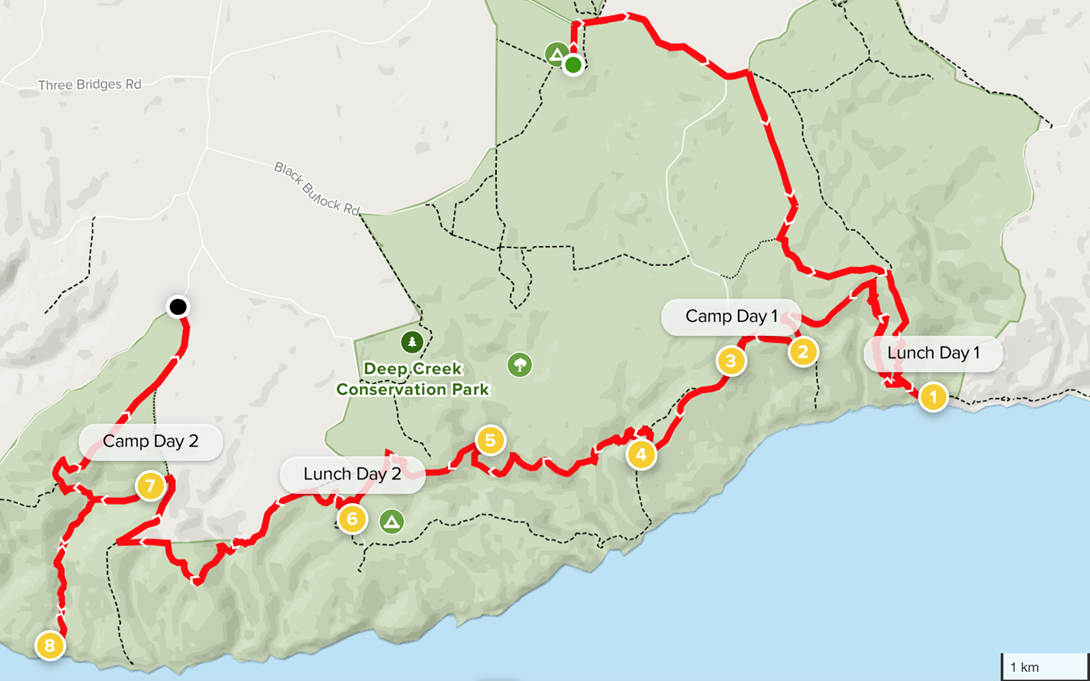 Three Bridges Rd
Black Bullock Rd
Camp Day 1
Lunch Day 1
3
2
1
Deep Creek
Conservation Park
Camp Day 2
5
4
Lunch Day 2
7
6
8
1 km